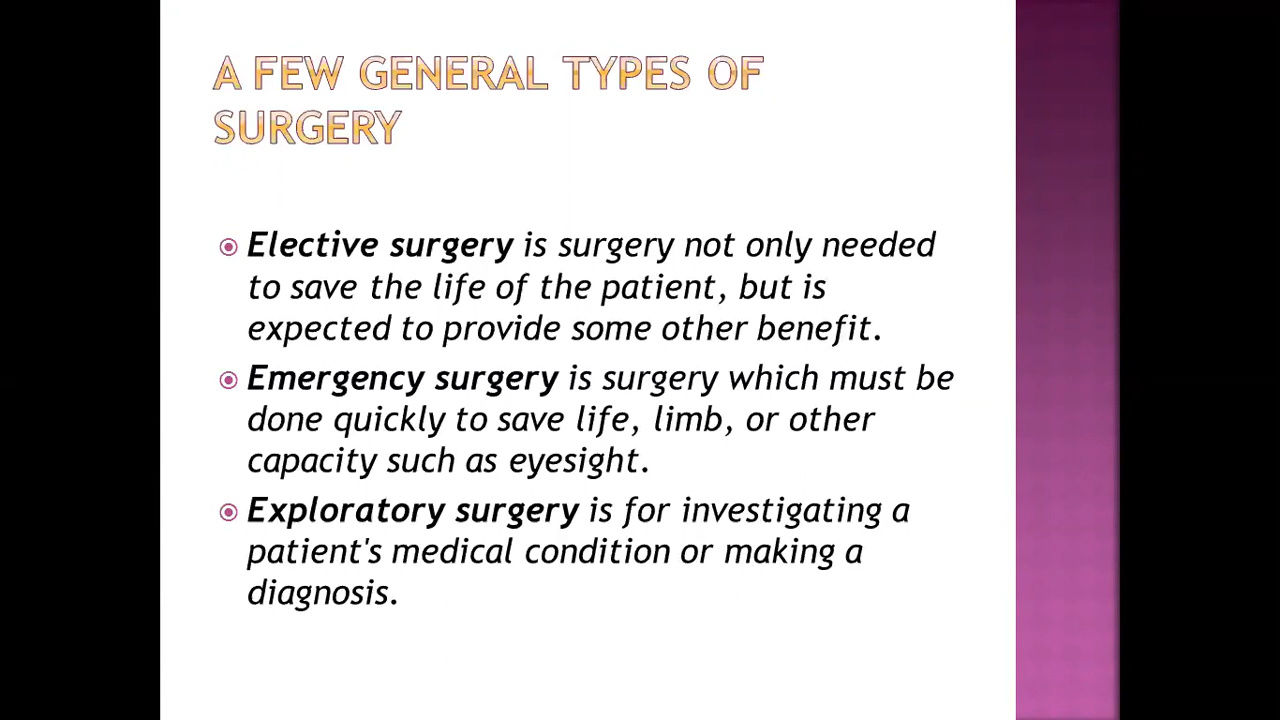 A FEW GENERAL TYPES OF
SURGERY
Elective surgery is surgery not only needed
to save the life of the patient, but is
expected to provide some other benefit.
Emergency surgery is surgery which must be
done quickly to save life, limb, or other
capacity such as eyesight.
Exploratory surgery is for investigating a
patient's medical condition or making a
diagnosis.